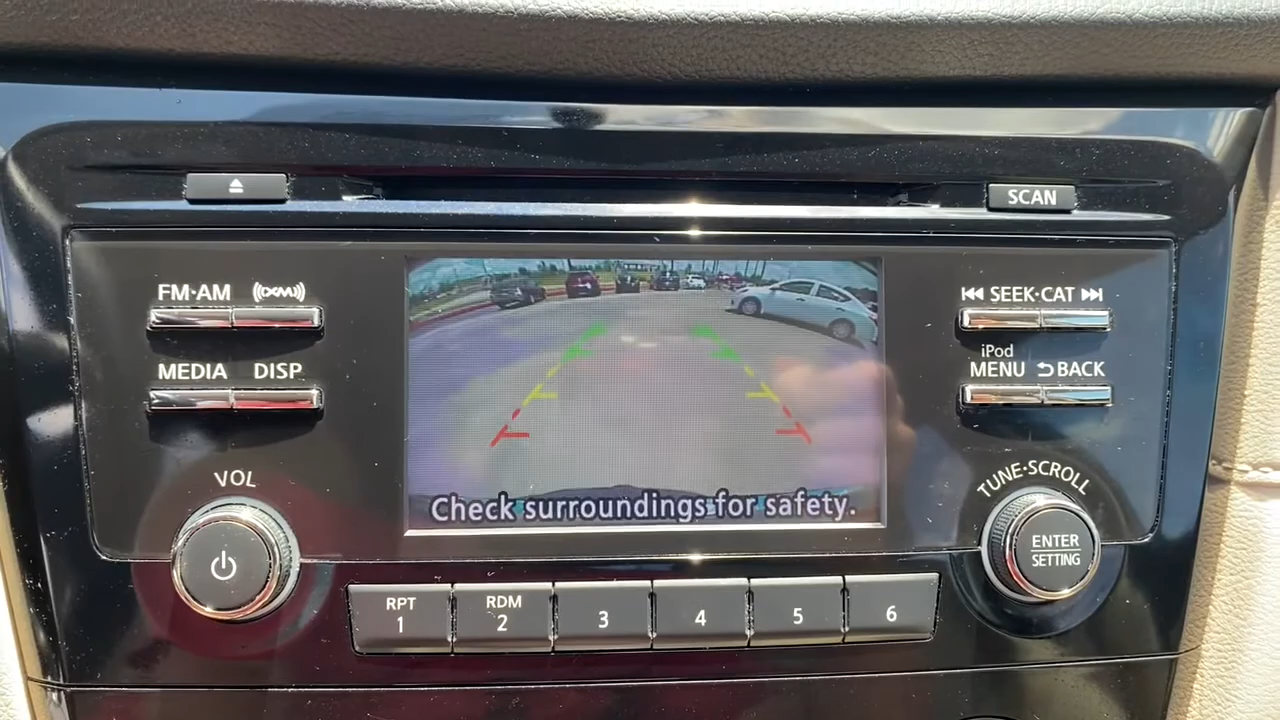 SCAN
FM·AM ((XM))
MEDIA DISP
VOL
SEEK·CAT
iPod
MENU BACK
TUNE·SCROLL
ENTER
SETTING
Check surroundings for safety.
RPT
1
RDM
2
3
4
5
6